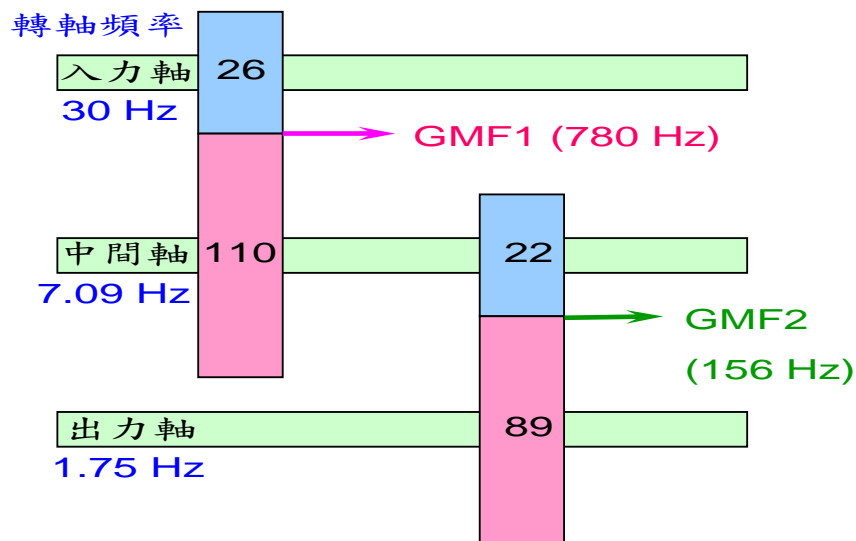 轉軸頻率
入力軸
26
30 Hz
GMF1 (780 Hz)
中間軸
110
22
7.09 Hz
GMF2
(156 Hz)
出力軸
89
1.75 Hz